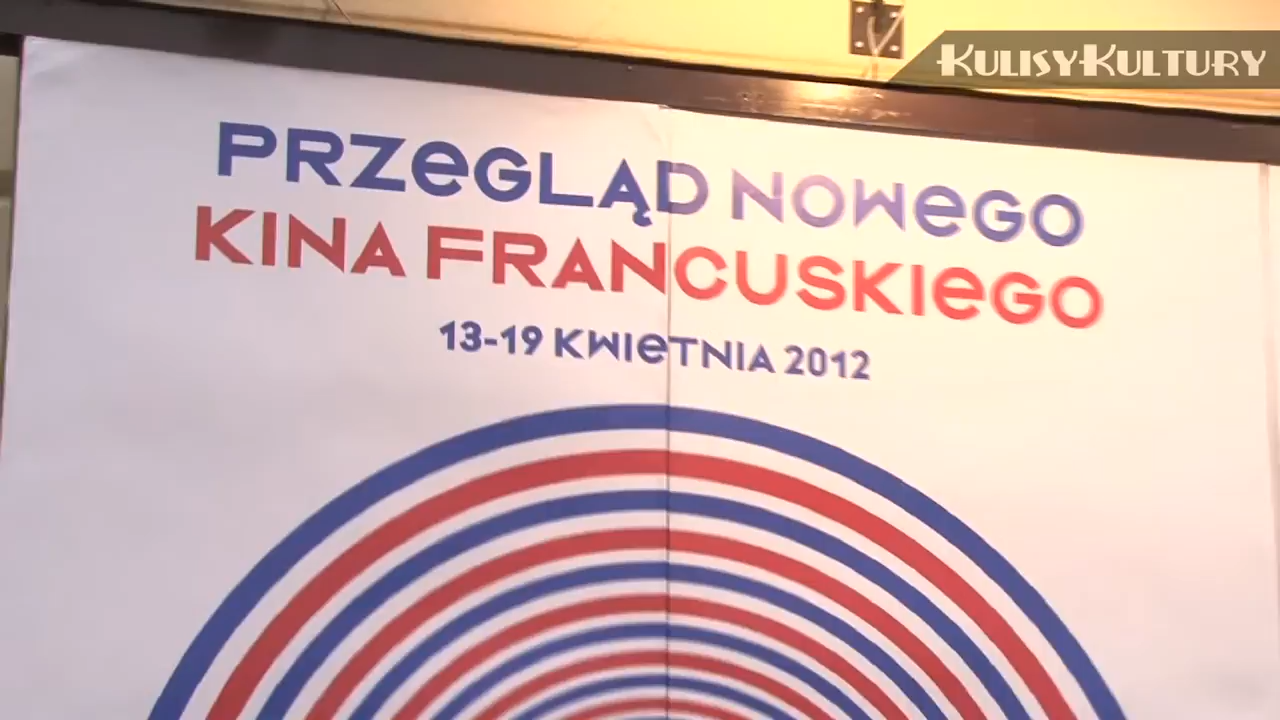 KULISYKULTURY
PRZeGLĄD NOWeGO
KINA FRANCUSKIeGO
13-19 KWIeTNIA 2012